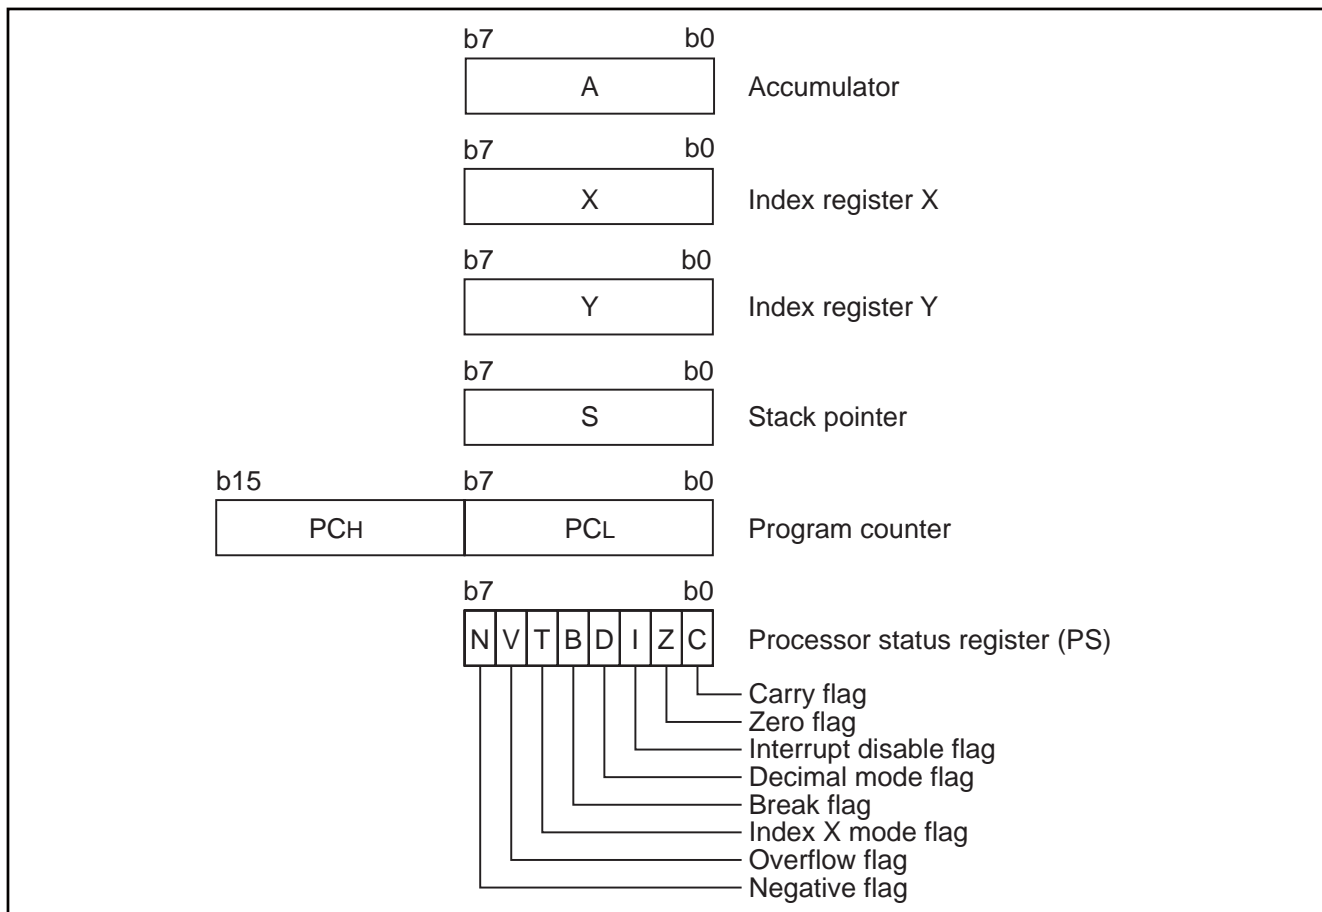 b7 b0
A Accumulator
b7 b0
X Index register X
b7 b0
Y Index register Y
b7 b0
S Stack pointer
b15 b7 b0
PCH PCL Program counter
b7 b0
N V T B D I Z C Processor status register (PS)
Carry flag
Zero flag
Interrupt disable flag
Decimal mode flag
Break flag
Index X mode flag
Overflow flag
Negative flag